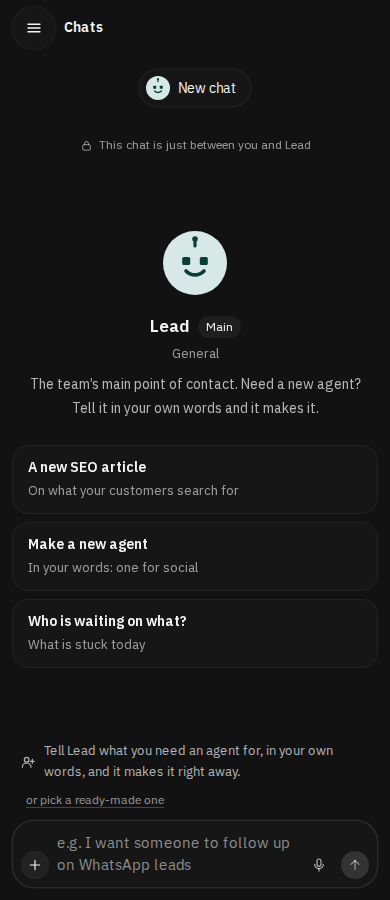 Chats
New chat
This chat is just between you and Lead
Lead Main
General
The team's main point of contact. Need a new agent?
Tell it in your own words and it makes it.
A new SEO article
On what your customers search for
Make a new agent
In your words: one for social
Who is waiting on what?
What is stuck today
Tell Lead what you need an agent for, in your own
words, and it makes it right away.
or pick a ready-made one
e.g. I want someone to follow up
on WhatsApp leads